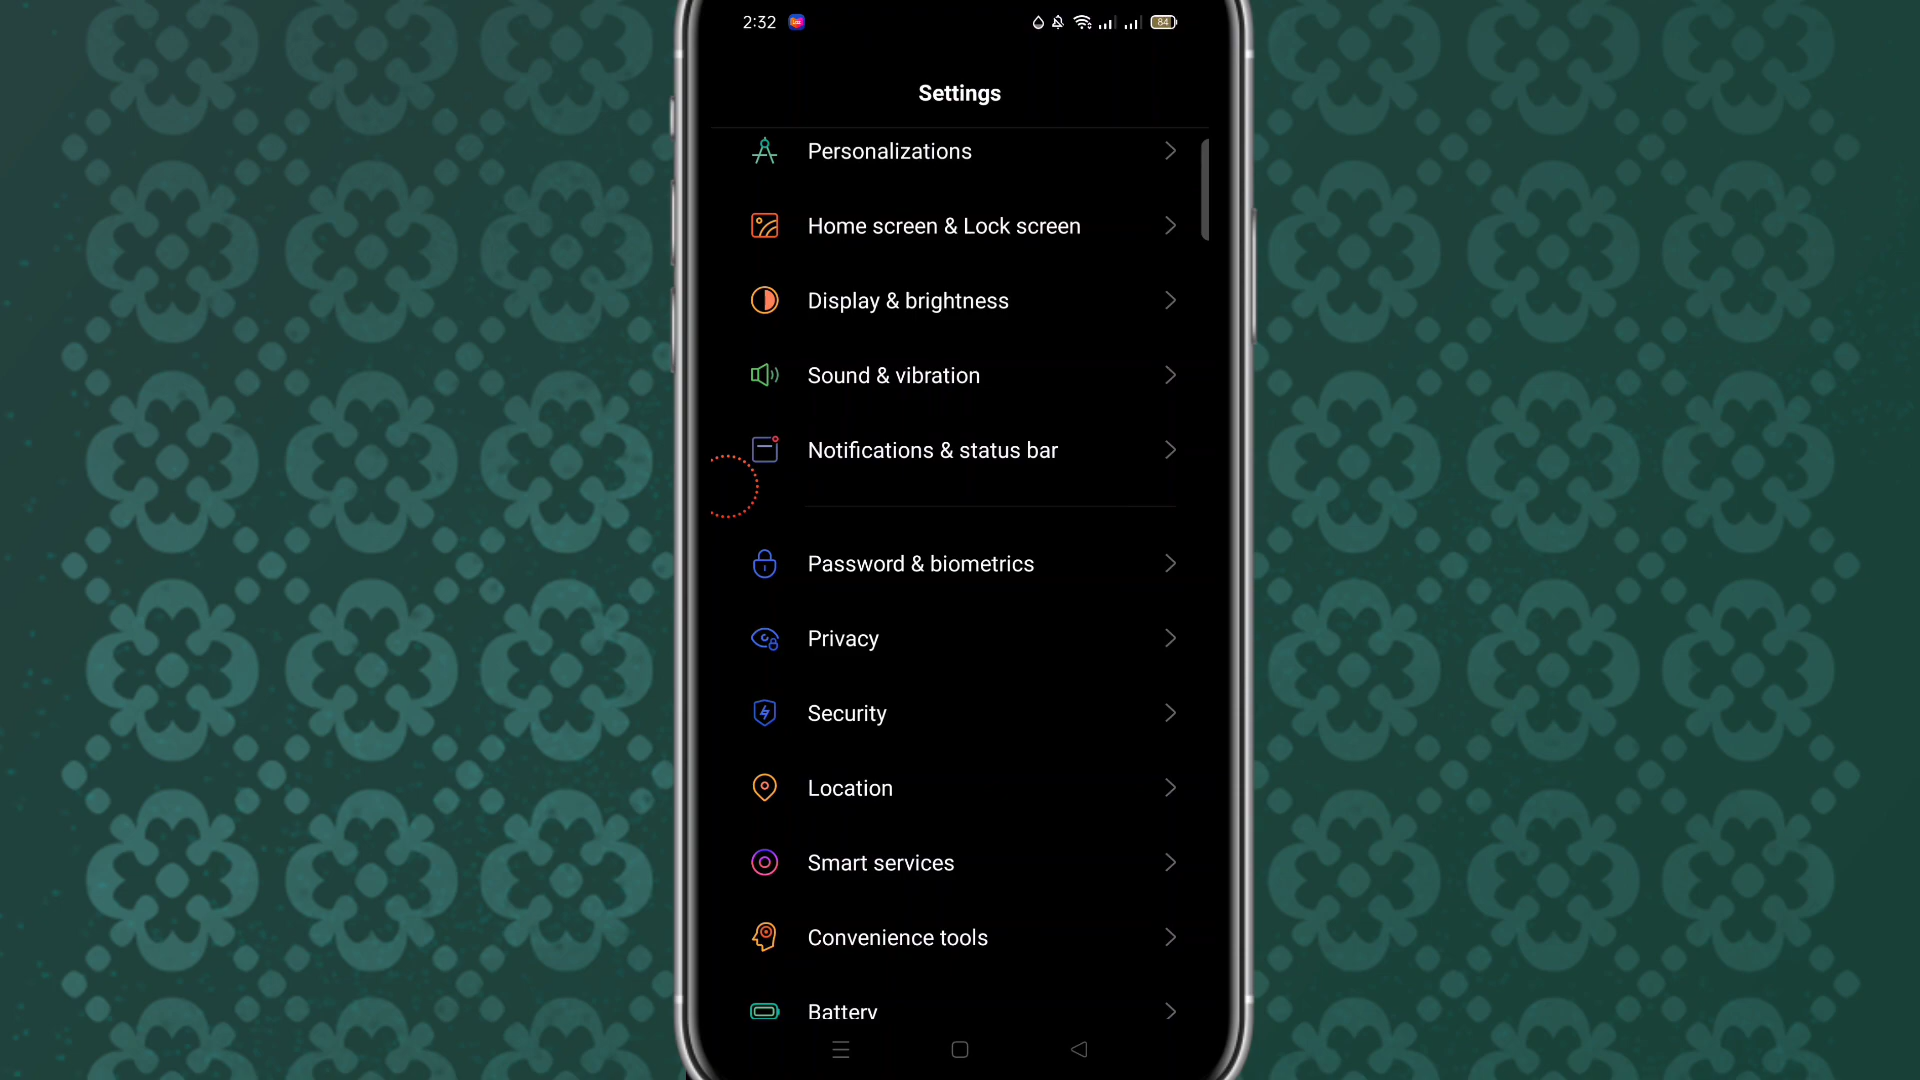 2:32
84
Settings
Personalizations
Home screen & Lock screen
Display & brightness
Sound & vibration
Notifications & status bar
Password & biometrics
Privacy
Security
Location
Smart services
Convenience tools
Battery